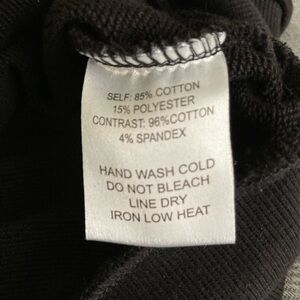 SELF: 85% COTTON
15% POLYESTER
CONTRAST: 96%COTTON
4% SPANDEX
HAND WASH COLD
DO NOT BLEACH
LINE DRY
IRON LOW HEAT